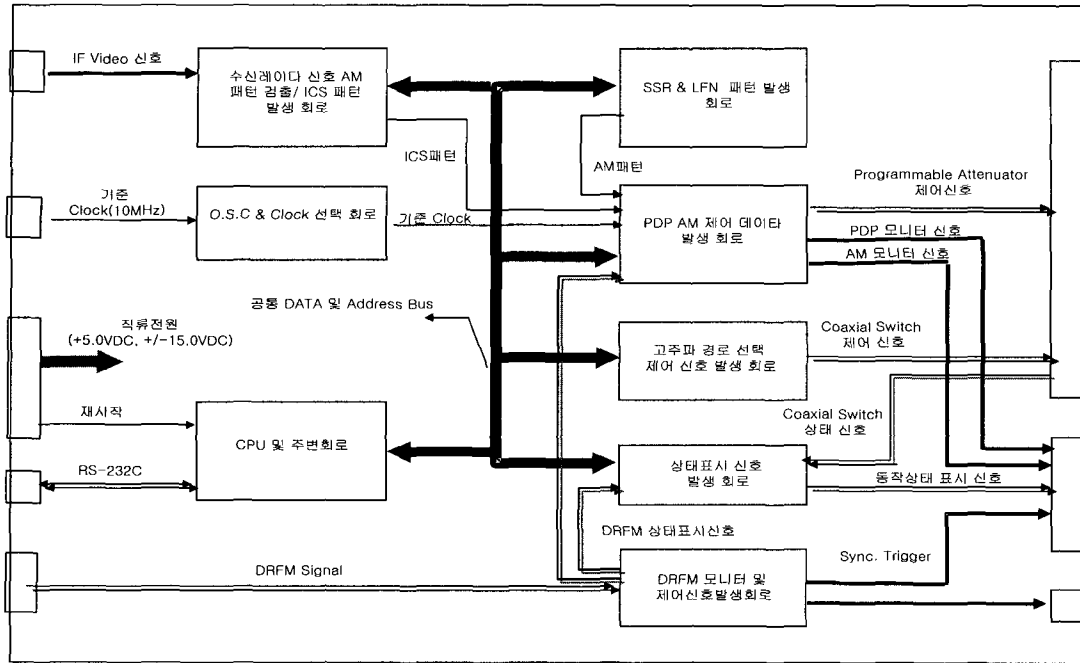 IF Video 신호
수신레이다 신호 AM
패턴 검출/ ICS 패턴
발생 회로
SSR & LFN 패턴 발생
회로
ICS패턴
AM패턴
기준
Clock(10MHz)
O.S.C & Clock 선택 회로
기준 Clock
PDP AM 제어 데이타
발생 회로
Programmable Attenuator
제어신호
PDP 모니터 신호
AM 모니터 신호
공통 DATA 및 Address Bus
직류전원
(+5.0VDC, +/-15.0VDC)
고주파 경로 선택
제어 신호 발생 회로
Coaxial Switch
제어 신호
재시작
CPU 및 주변회로
Coaxial Switch
상태 신호
RS-232C
상태표시 신호
발생 회로
동작상태 표시 신호
DRFM 상태표시신호
Sync. Trigger
DRFM Signal
DRFM 모니터 및
제어신호발생회로